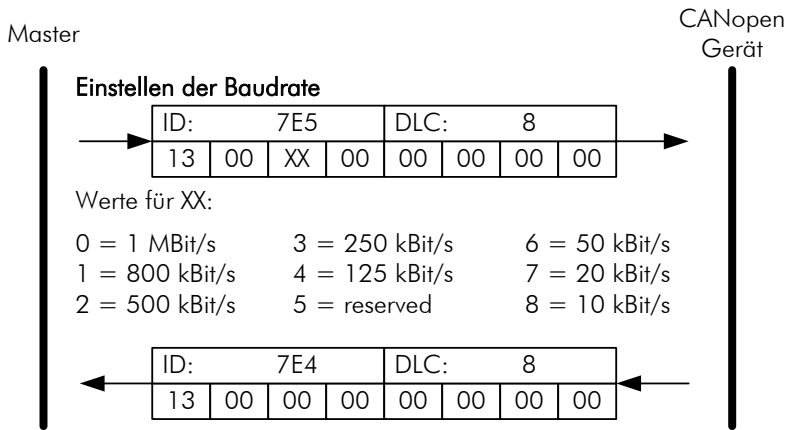 Master
CANopen
Gerät
Einstellen der Baudrate
ID: 7E5 DLC: 8
13 00 XX 00 00 00 00 00
Werte für XX:
0 = 1 MBit/s 3 = 250 kBit/s 6 = 50 kBit/s
1 = 800 kBit/s 4 = 125 kBit/s 7 = 20 kBit/s
2 = 500 kBit/s 5 = reserved 8 = 10 kBit/s
ID: 7E4 DLC: 8
13 00 00 00 00 00 00 00